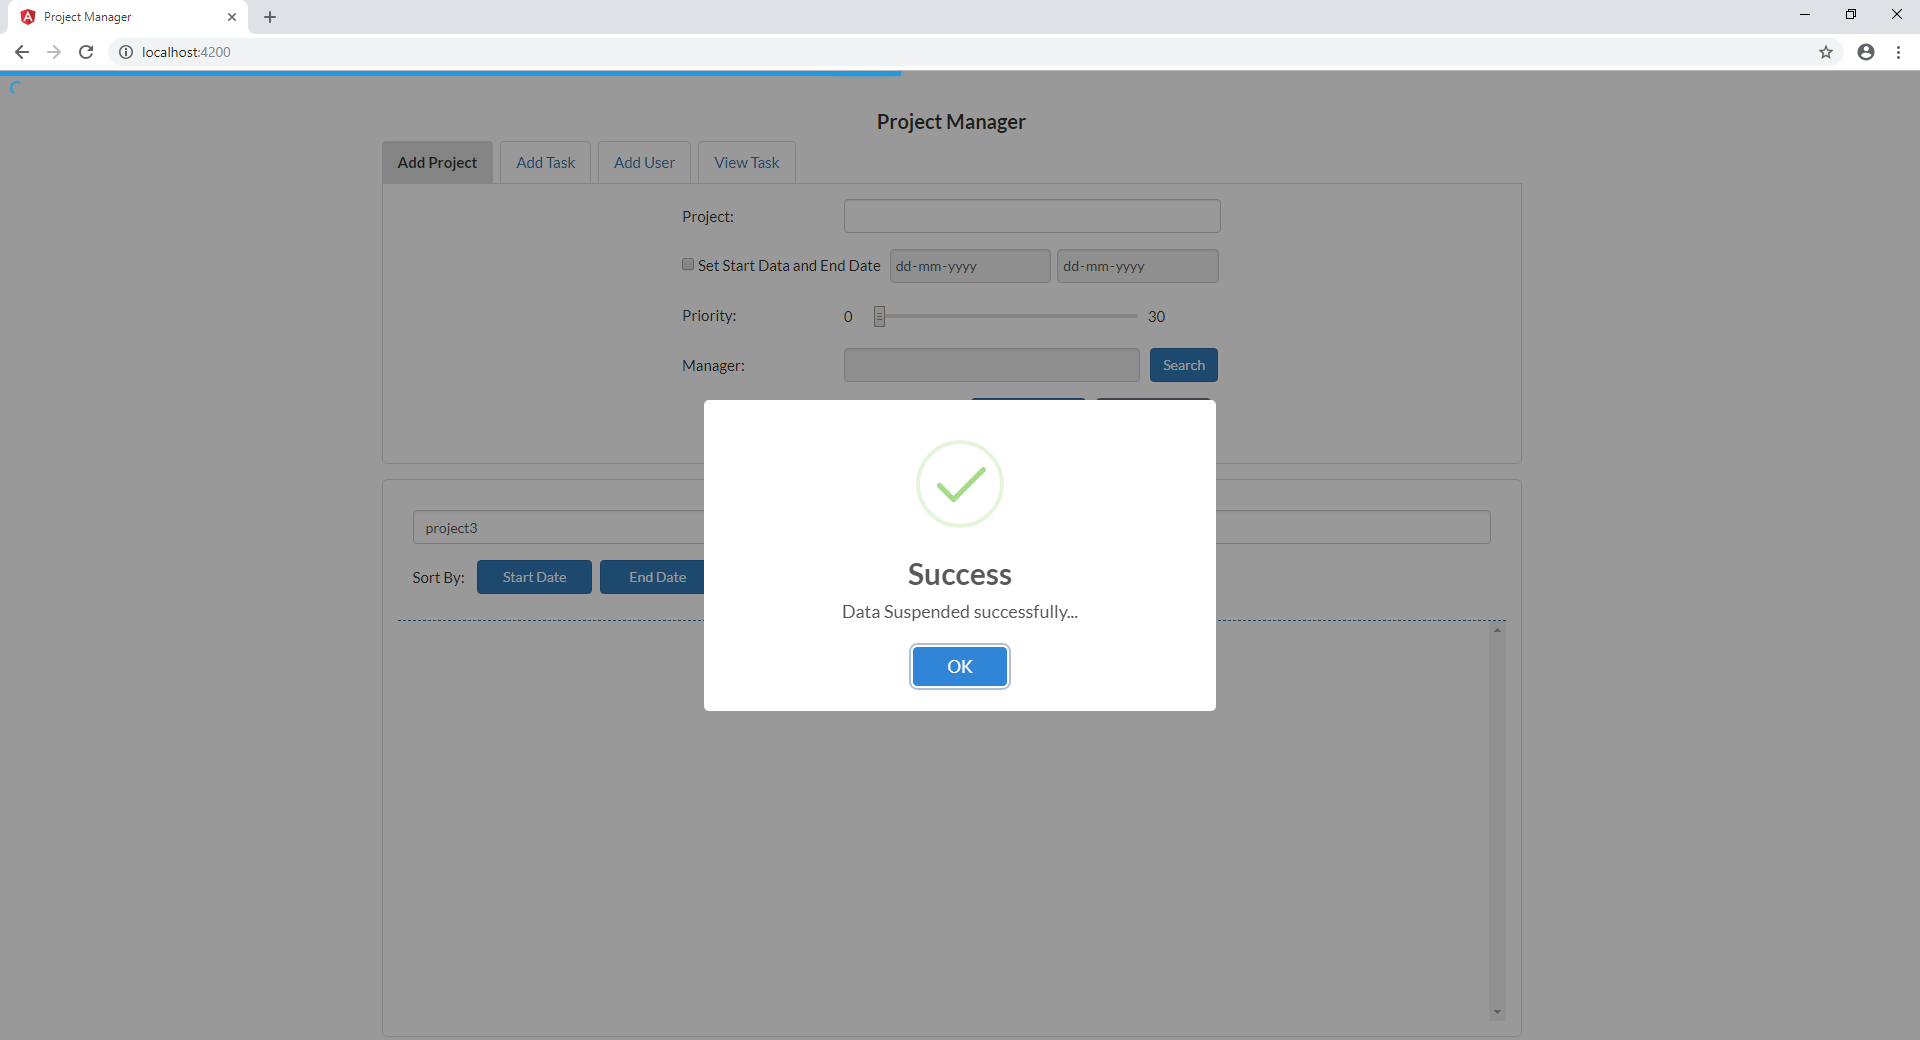 Project Manager
localhost:4200
Project Manager
Add Project
Add Task
Add User
View Task
Project:
Set Start Data and End Date
dd-mm-yyyy
dd-mm-yyyy
Priority:
0
30
Manager:
Search
project3
Sort By:
Start Date
End Date
Success
Data Suspended successfully...
OK